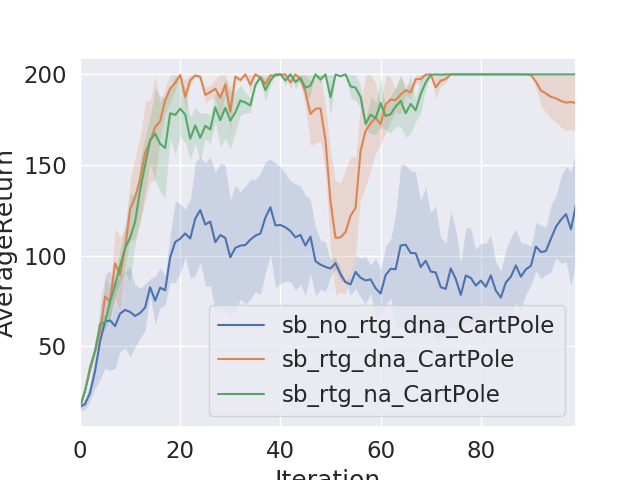 200
150
100
50
AverageReturn
0
20
40
60
80
Iteration
sb_no_rtg_dna_CartPole
sb_rtg_dna_CartPole
sb_rtg_na_CartPole